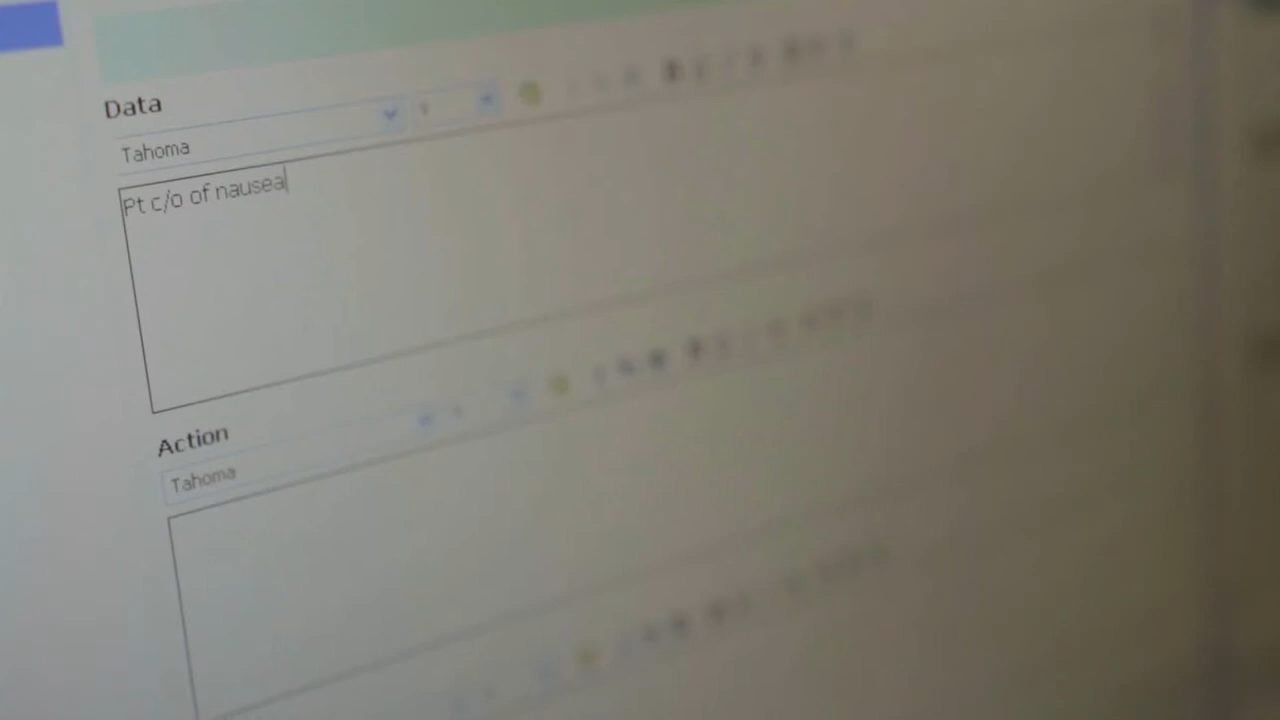 Data
Tahoma
Pt c/o of nausea
Action
Tahoma